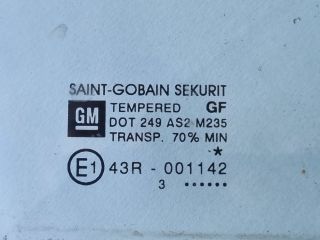 SAINT-GOBAIN SEKURIT
GM TEMPERED GF
DOT 249 AS2 M235
TRANSP. 70% MIN
*
E1 43R - 001142
3 ••••••